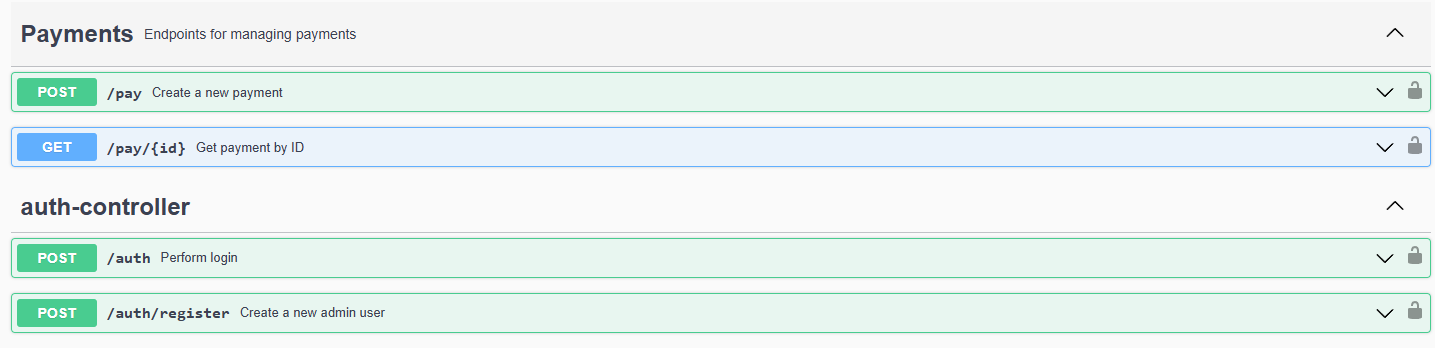 Payments Endpoints for managing payments
POST /pay Create a new payment
GET /pay/{id} Get payment by ID
auth-controller
POST /auth Perform login
POST /auth/register Create a new admin user